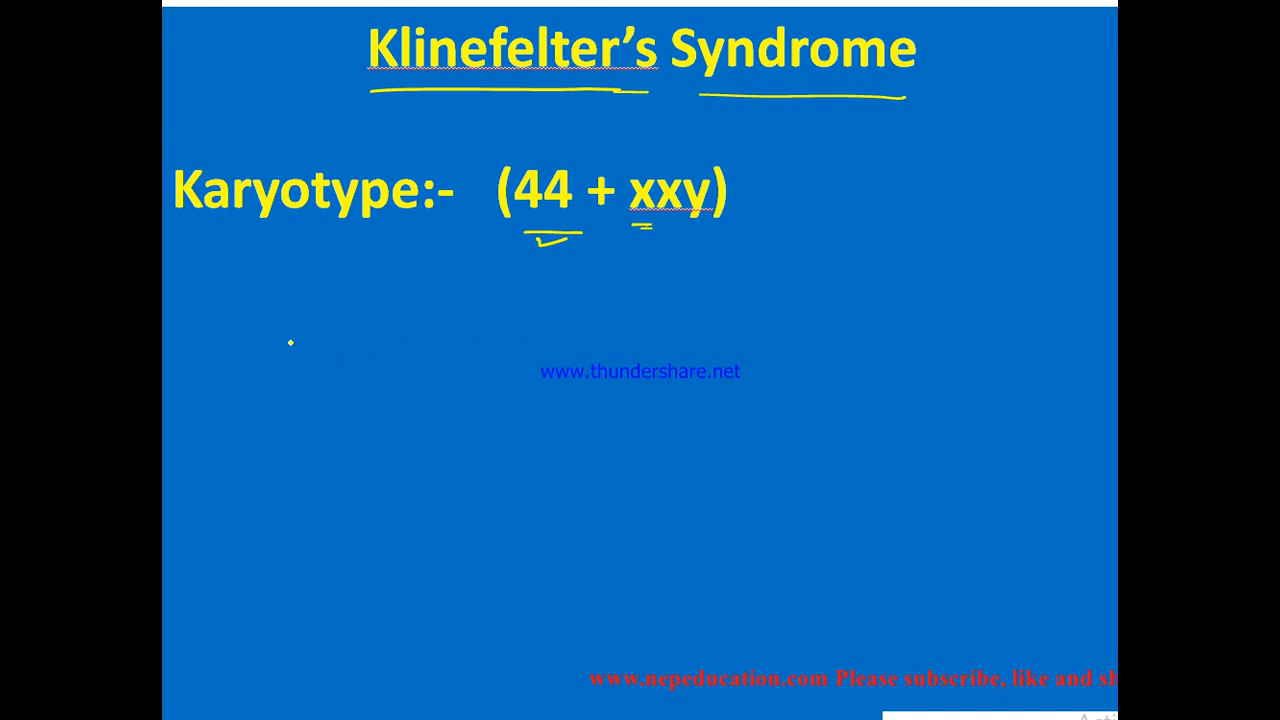 Klinefelter’s Syndrome
Karyotype:- (44 + xxy)
www.thundershare.net
www.nepeducation.com Please subscribe, like and sh